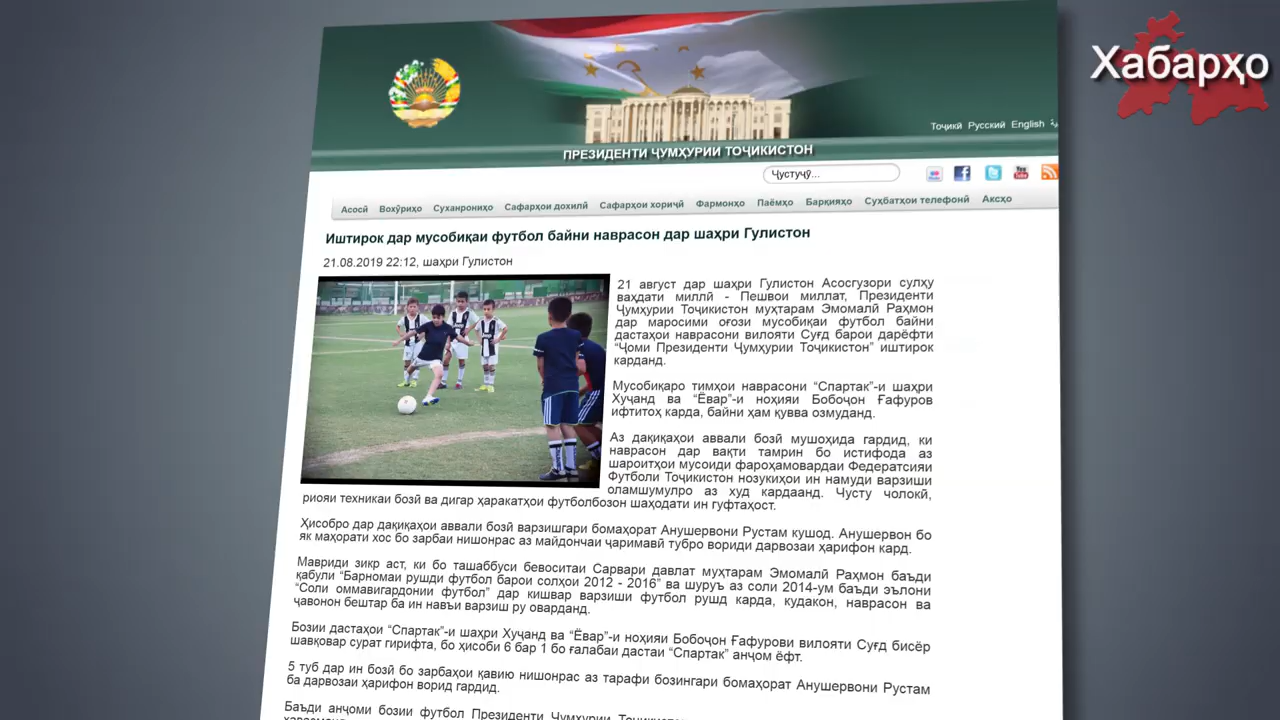 Хабарҳо
Тоҷикӣ Русский English
ПРЕЗИДЕНТИ ҶУМҲУРИИ ТОҶИКИСТОН
Ҷустуҷӯ...
Асосӣ Вохӯриҳо Суханрониҳо Сафарҳои дохилӣ Сафарҳои хориҷӣ Фармонҳо Паёмҳо Барқияҳо Суҳбатҳои телефонӣ Аксҳо
Иштирок дар мусобиқаи футбол байни наврасон дар шаҳри Гулистон
21.08.2019 22:12, шаҳри Гулистон
21 август дар шаҳри Гулистон Асосгузори сулҳу
ваҳдати миллӣ - Пешвои миллат, Президенти
Ҷумҳурии Тоҷикистон муҳтарам Эмомалӣ Раҳмон
дар маросими оғози мусобиқаи футбол байни
дастаҳои наврасони вилояти Суғд барои дарёфти
“Ҷоми Президенти Ҷумҳурии Тоҷикистон” иштирок
карданд.
Мусобиқаро тимҳои наврасони “Спартак”-и шаҳри
Хуҷанд ва “Ёвар”-и ноҳияи Бобоҷон Ғафуров
ифтитоҳ карда, байни ҳам қувва озмуданд.
Аз дақиқаҳои аввали бозӣ мушоҳида гардид, ки
наврасон дар вақти тамрин бо истифода аз
шароитҳои мусоиди фароҳамовардаи Федератсияи
Футболи Тоҷикистон нозукиҳои ин намуди варзиши
оламшумулро аз худ кардаанд. Чусту чолокӣ,
риояи техникаи бозӣ ва дигар ҳаракатҳои футболбозон шаҳодати ин гуфтаҳост.
Ҳисобро дар дақиқаҳои аввали бозӣ варзишгари бомаҳорат Анушервони Рустам кушод. Анушервон бо
як маҳорати хос бо зарбаи нишонрас аз майдончаи ҷаримавӣ тубро вориди дарвозаи ҳарифон кард.
Мавриди зикр аст, ки бо ташаббуси бевоситаи Сарвари давлат муҳтарам Эмомалӣ Раҳмон баъди
қабули “Барномаи рушди футбол барои солҳои 2012 - 2016” ва шуруъ аз соли 2014-ум баъди эълони
“Соли оммавигардонии футбол” дар кишвар варзиши футбол рушд карда, кудакон, наврасон ва
ҷавонон бештар ба ин навъи варзиш ру оварданд.
Бозии дастаҳои “Спартак”-и шаҳри Хуҷанд ва “Ёвар”-и ноҳияи Бобоҷон Ғафурови вилояти Суғд бисёр
шавқовар сурат гирифта, бо ҳисоби 6 бар 1 бо ғалабаи дастаи “Спартак” анҷом ёфт.
5 туб дар ин бозӣ бо зарбаҳои қавию нишонрас аз тарафи бозингари бомаҳорат Анушервони Рустам
ба дарвозаи ҳарифон ворид гардид.
Баъди анҷоми бозии футбол Президенти Ҷумҳурии Тоҷикистон